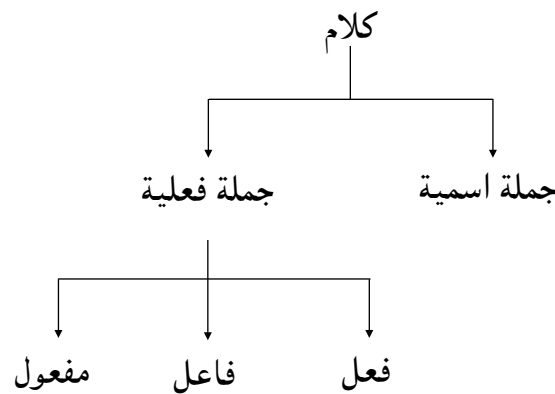 كلام
جملة اسمية
جملة فعلية
فعل
فاعل
مفعول